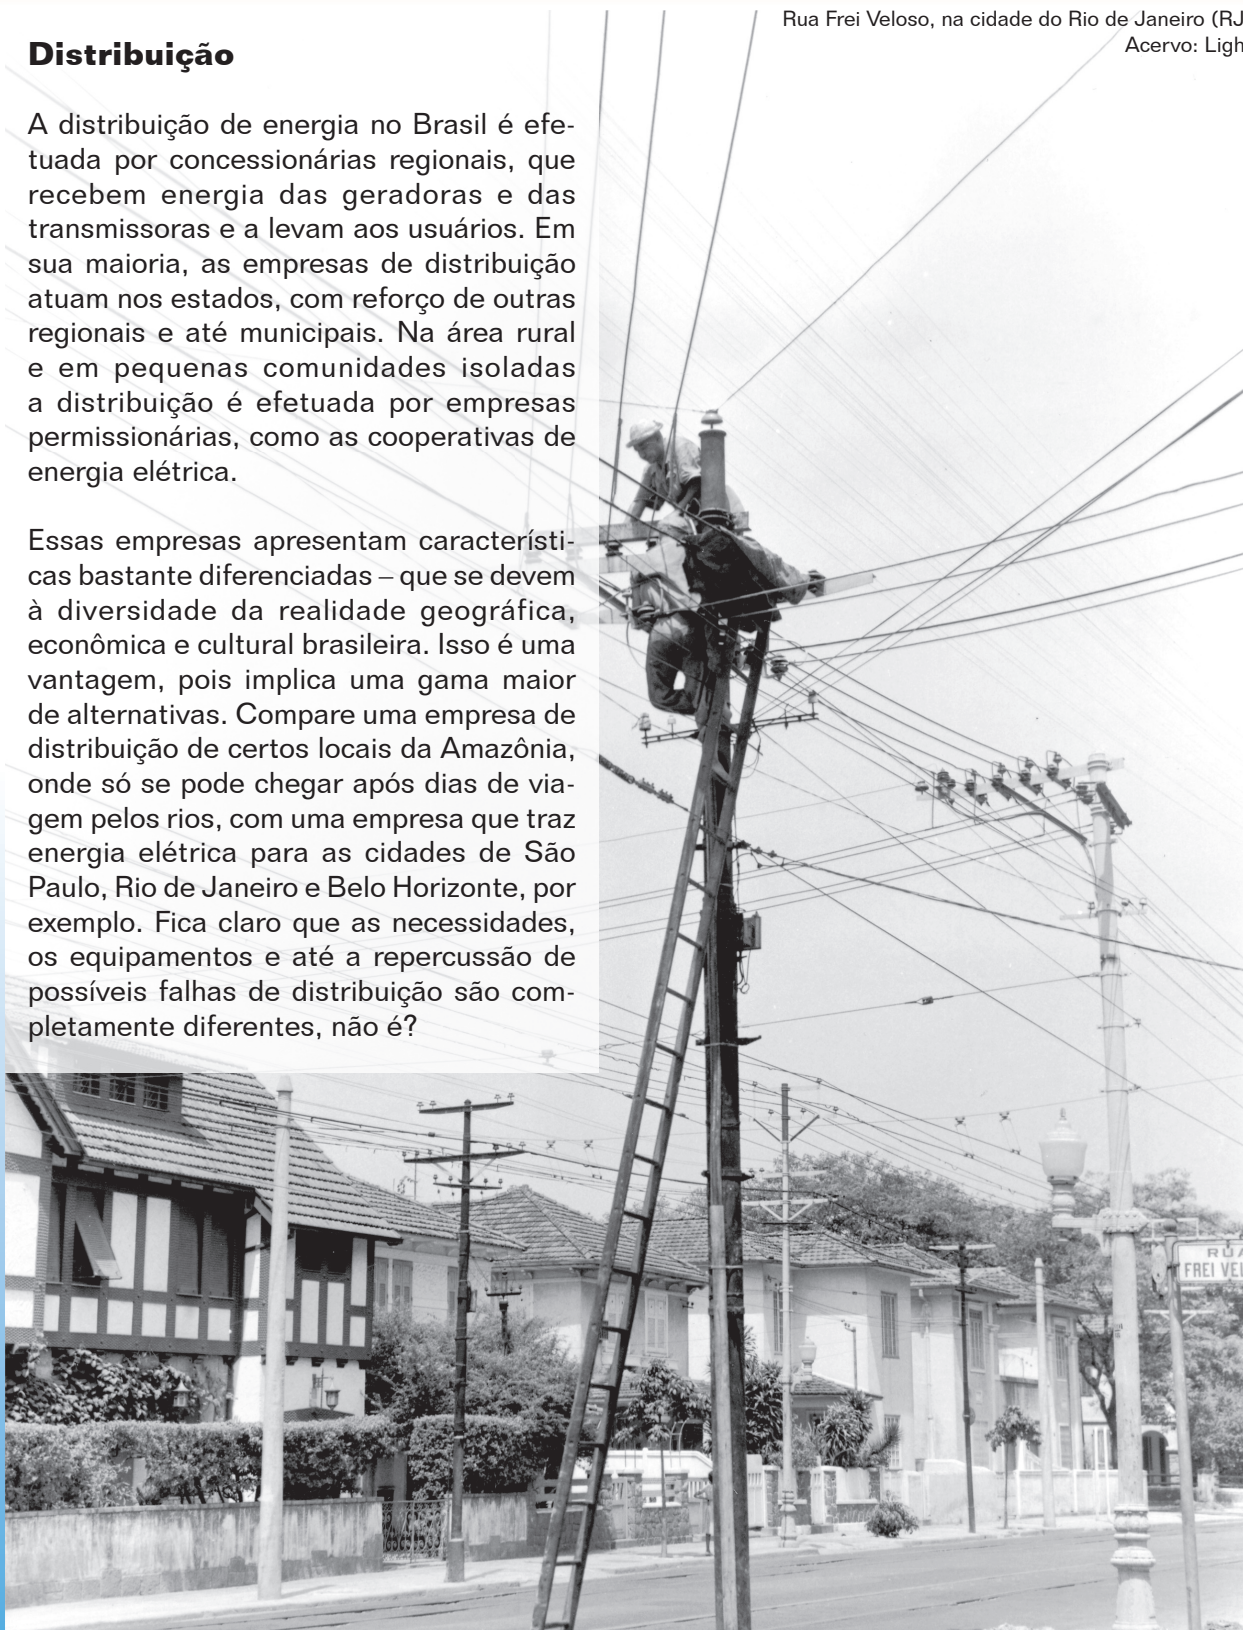 Rua Frei Veloso, na cidade do Rio de Janeiro (RJ
Acervo: Ligh
Distribuição
A distribuição de energia no Brasil é efe-
tuada por concessionárias regionais, que
recebem energia das geradoras e das
transmissoras e a levam aos usuários. Em
sua maioria, as empresas de distribuição
atuam nos estados, com reforço de outras
regionais e até municipais. Na área rural
e em pequenas comunidades isoladas
a distribuição é efetuada por empresas
permissionárias, como as cooperativas de
energia elétrica.
Essas empresas apresentam característi-
cas bastante diferenciadas – que se devem
à diversidade da realidade geográfica,
econômica e cultural brasileira. Isso é uma
vantagem, pois implica uma gama maior
de alternativas. Compare uma empresa de
distribuição de certos locais da Amazônia,
onde só se pode chegar após dias de via-
gem pelos rios, com uma empresa que traz
energia elétrica para as cidades de São
Paulo, Rio de Janeiro e Belo Horizonte, por
exemplo. Fica claro que as necessidades,
os equipamentos e até a repercussão de
possíveis falhas de distribuição são com-
pletamente diferentes, não é?
RUA
FREI VEL